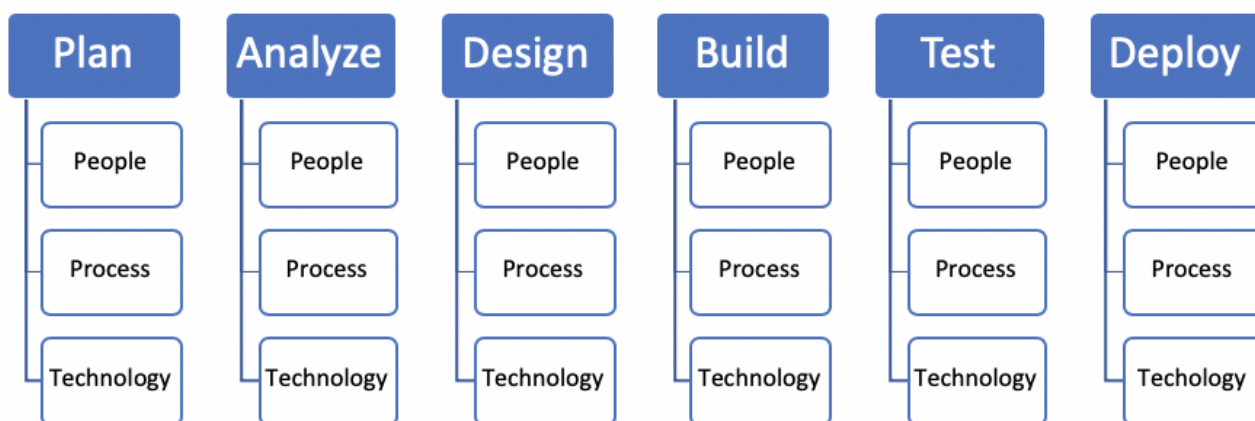 Plan
People
Process
Technology
Analyze
People
Process
Technology
Design
People
Process
Techology
Build
People
Process
Technology
Test
People
Process
Technology
Deploy
People
Process
Techology